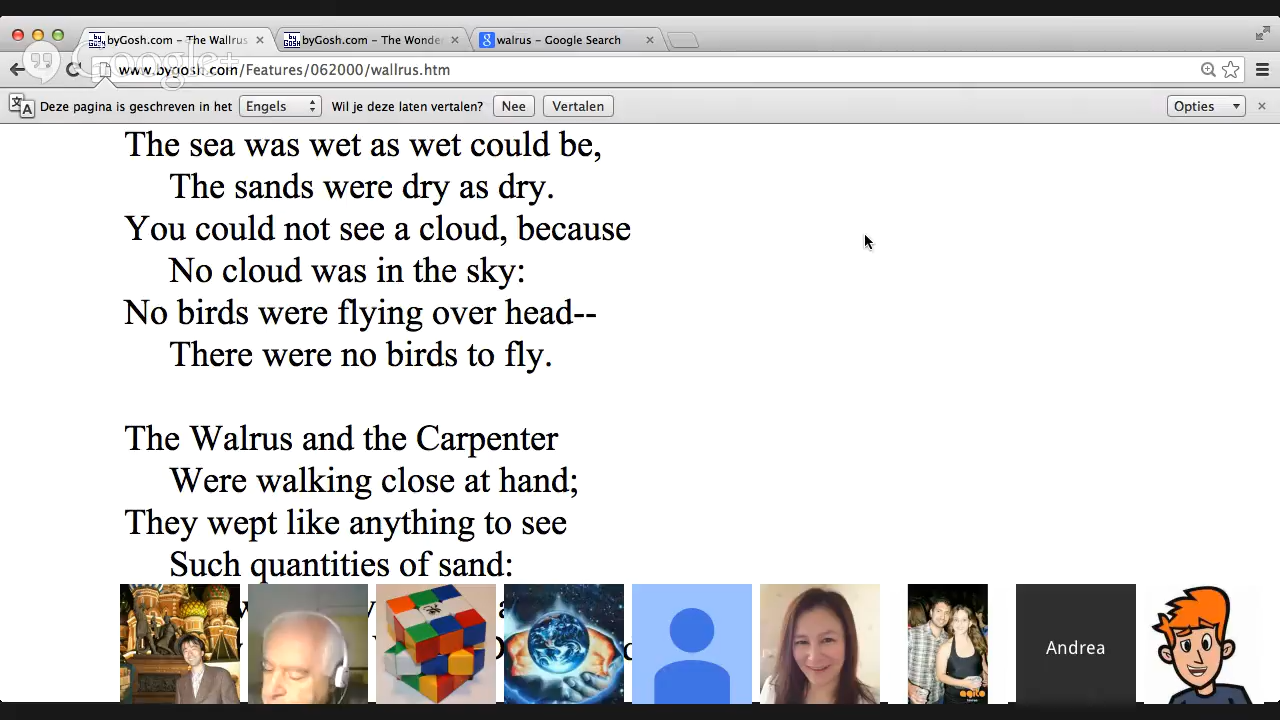 byGosh.com - The Wallrus
byGosh.com - The Wonder
walrus - Google Search
Google+
www.bygosh.com/Features/062000/wallrus.htm
Deze pagina is geschreven in het Engels Wil je deze laten vertalen? Nee Vertalen Opties
The sea was wet as wet could be,
The sands were dry as dry.
You could not see a cloud, because
No cloud was in the sky:
No birds were flying over head--
There were no birds to fly.
The Walrus and the Carpenter
Were walking close at hand;
They wept like anything to see
Such quantities of sand:
Andrea